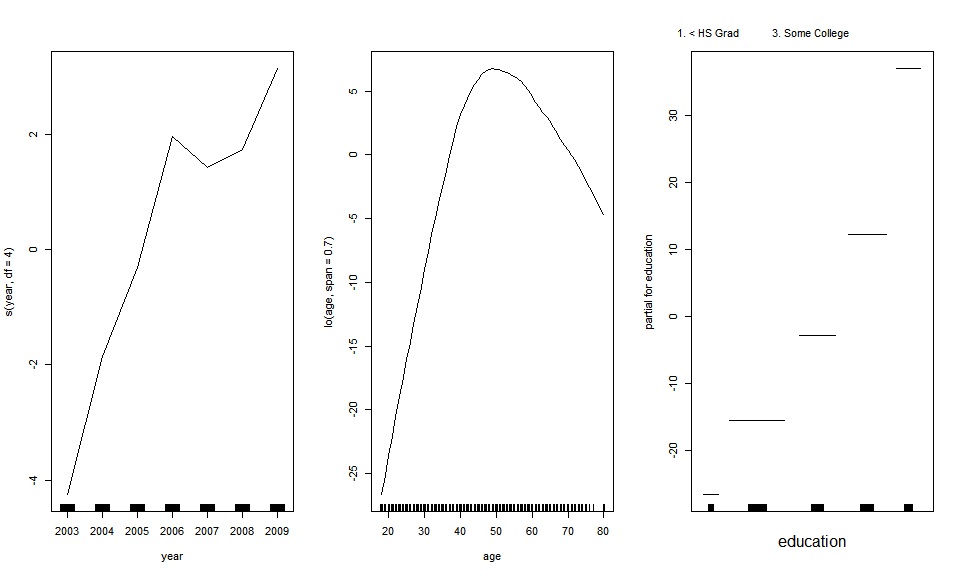 1. < HS Grad 3. Some College
s(year, df = 4)
2
0
-2
-4
2003 2004 2005 2006 2007 2008 2009
year
lo(age, span = 0.7)
5
0
-5
-10
-15
-20
-25
20 30 40 50 60 70 80
age
partial for education
30
20
10
0
-10
-20
education